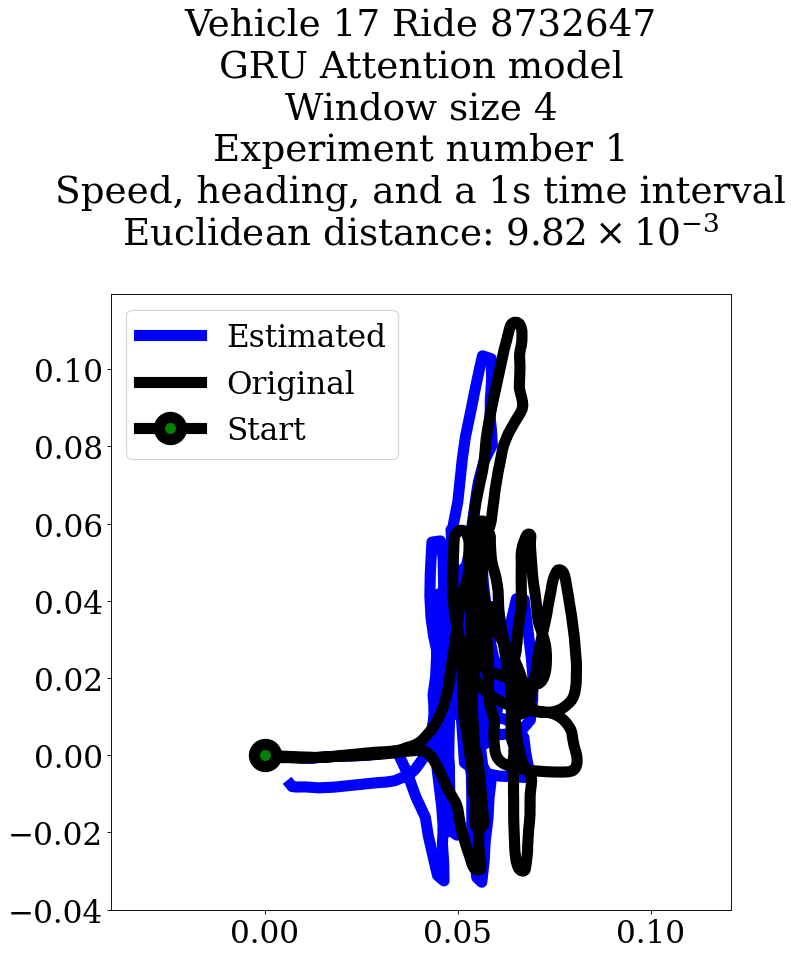 Vehicle 17 Ride 8732647
GRU Attention model
Window size 4
Experiment number 1
Speed, heading, and a 1s time interval
Euclidean distance: 9.82 × 10⁻³
Estimated
Original
Start
0.10
0.08
0.06
0.04
0.02
0.00
−0.02
−0.04
0.00 0.05 0.10